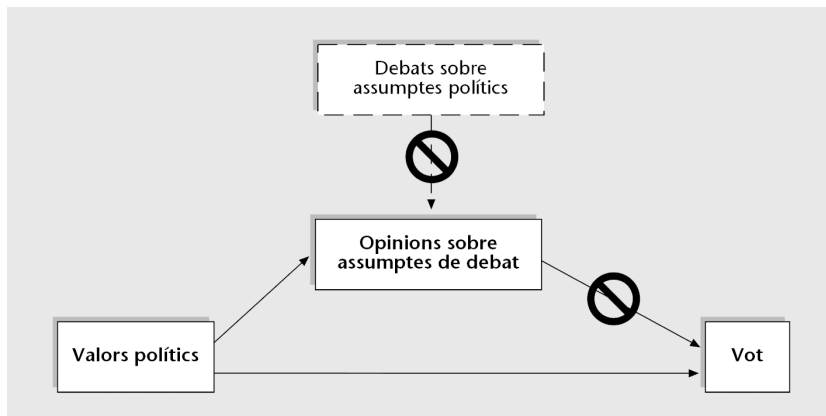 Debats sobre
assumptes polítics
Opinions sobre
assumptes de debat
Valors polítics
Vot